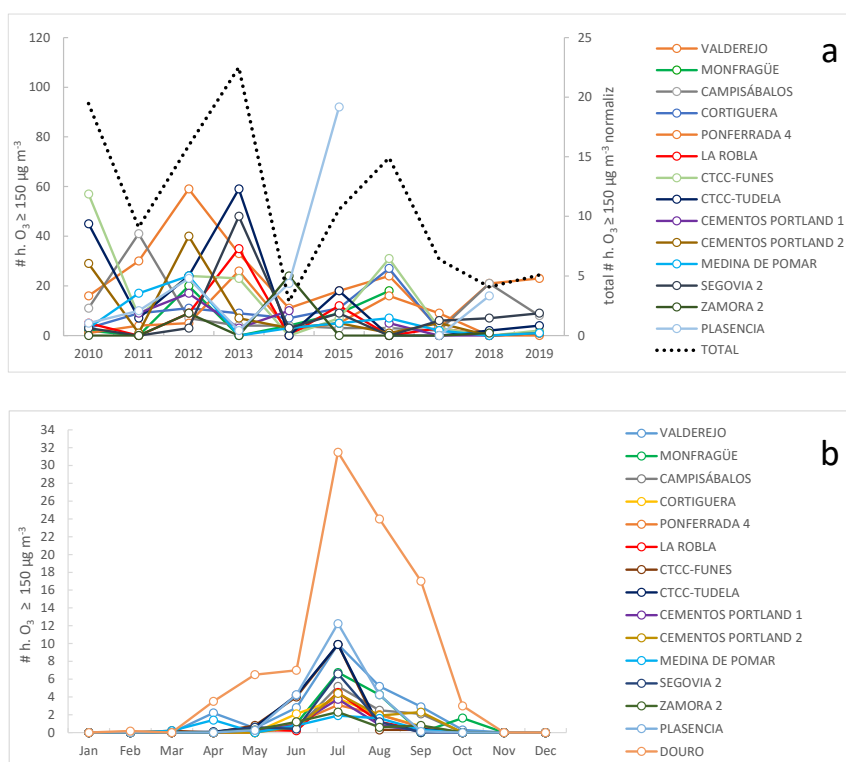 a
120
100
80
60
40
20
0
# h. O₃ ≥ 150 µg m⁻³
25
20
15
10
5
0
total # h. O₃ ≥ 150 µg m⁻³ normaliz
2010 2011 2012 2013 2014 2015 2016 2017 2018 2019
VALDEREJO
MONFRAGÜE
CAMPISÁBALOS
CORTIGUERA
PONFERRADA 4
LA ROBLA
CTCC-FUNES
CTCC-TUDELA
CEMENTOS PORTLAND 1
CEMENTOS PORTLAND 2
MEDINA DE POMAR
SEGOVIA 2
ZAMORA 2
PLASENCIA
TOTAL
b
34
32
30
28
26
24
22
20
18
16
14
12
10
8
6
4
2
0
# h. O₃ ≥ 150 µg m⁻³
Jan Feb Mar Apr May Jun Jul Aug Sep Oct Nov Dec
VALDEREJO
MONFRAGÜE
CAMPISÁBALOS
CORTIGUERA
PONFERRADA 4
LA ROBLA
CTCC-FUNES
CTCC-TUDELA
CEMENTOS PORTLAND 1
CEMENTOS PORTLAND 2
MEDINA DE POMAR
SEGOVIA 2
ZAMORA 2
PLASENCIA
DOURO